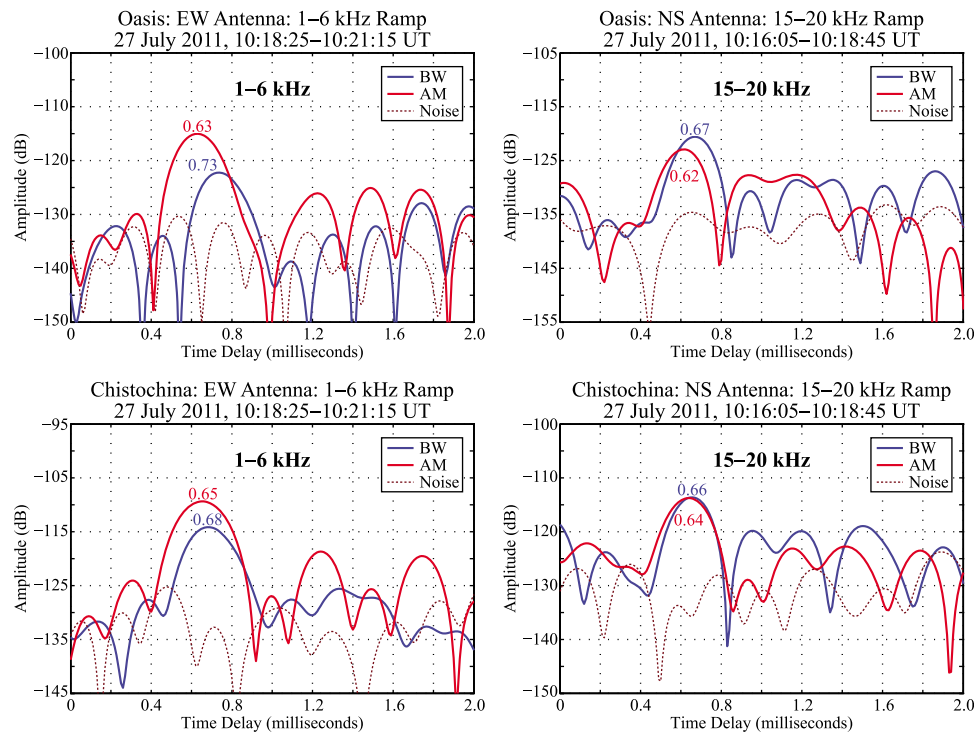 Oasis: EW Antenna: 1–6 kHz Ramp
27 July 2011, 10:18:25–10:21:15 UT
−100
−110
−120
−130
−140
−150
Amplitude (dB)
1–6 kHz
BW
AM
Noise
0.63
0.73
0
0.4
0.8
1.2
1.6
2.0
Time Delay (milliseconds)
Oasis: NS Antenna: 15–20 kHz Ramp
27 July 2011, 10:16:05–10:18:45 UT
−105
−115
−125
−135
−145
−155
Amplitude (dB)
15–20 kHz
BW
AM
Noise
0.67
0.62
0
0.4
0.8
1.2
1.6
2.0
Time Delay (milliseconds)
Chistochina: EW Antenna: 1–6 kHz Ramp
27 July 2011, 10:18:25–10:21:15 UT
−95
−105
−115
−125
−135
−145
Amplitude (dB)
1–6 kHz
BW
AM
Noise
0.65
0.68
0
0.4
0.8
1.2
1.6
2.0
Time Delay (milliseconds)
Chistochina: NS Antenna: 15–20 kHz Ramp
27 July 2011, 10:16:05–10:18:45 UT
−100
−110
−120
−130
−140
−150
Amplitude (dB)
15–20 kHz
BW
AM
Noise
0.66
0.64
0
0.4
0.8
1.2
1.6
2.0
Time Delay (milliseconds)